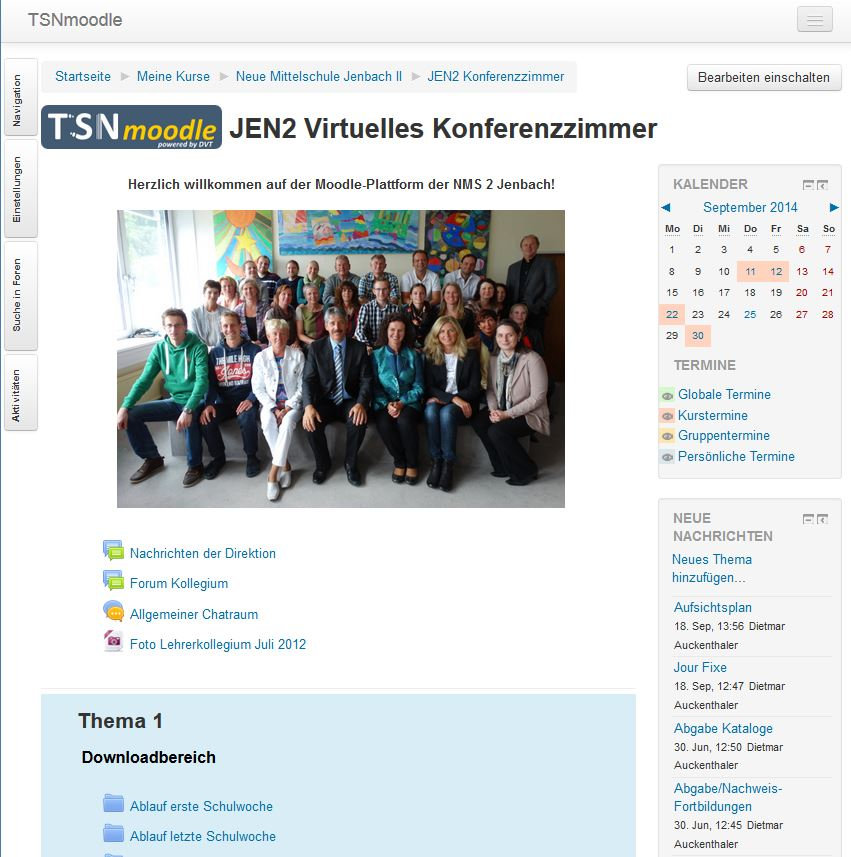 TSNmoodle
Navigation
Einstellungen
Suche in Foren
Aktivitäten
Startseite ► Meine Kurse ► Neue Mittelschule Jenbach II ► JEN2 Konferenzzimmer
Bearbeiten einschalten
TSN moodle
powered by DVT
JEN2 Virtuelles Konferenzzimmer
Herzlich willkommen auf der Moodle-Plattform der NMS 2 Jenbach!
Nachrichten der Direktion
Forum Kollegium
Allgemeiner Chatraum
Foto Lehrerkollegium Juli 2012
Thema 1
Downloadbereich
Ablauf erste Schulwoche
Ablauf letzte Schulwoche
KALENDER
◄ September 2014 ►
Mo Di Mi Do Fr Sa So
1 2 3 4 5 6 7
8 9 10 11 12 13 14
15 16 17 18 19 20 21
22 23 24 25 26 27 28
29 30
TERMINE
Globale Termine
Kurstermine
Gruppentermine
Persönliche Termine
NEUE
NACHRICHTEN
Neues Thema
hinzufügen...
Aufsichtsplan
18. Sep, 13:56 Dietmar
Auckenthaler
Jour Fixe
18. Sep, 12:47 Dietmar
Auckenthaler
Abgabe Kataloge
30. Jun, 12:50 Dietmar
Auckenthaler
Abgabe/Nachweis-
Fortbildungen
30. Jun, 12:45 Dietmar
Auckenthaler